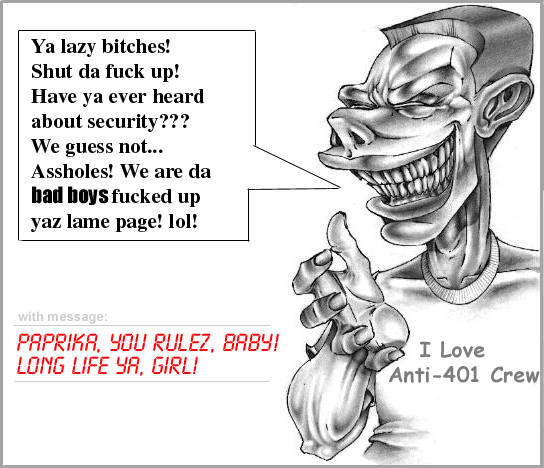 Ya lazy bitches!
Shut da fuck up!
Have ya ever heard
about security???
We guess not...
Assholes! We are da
bad boys fucked up
yaz lame page! lol!
with message:
PAPRIKA, YOU RULEZ, BABY!
LONG LIFE YA, GIRL!
I Love
Anti-401 Crew